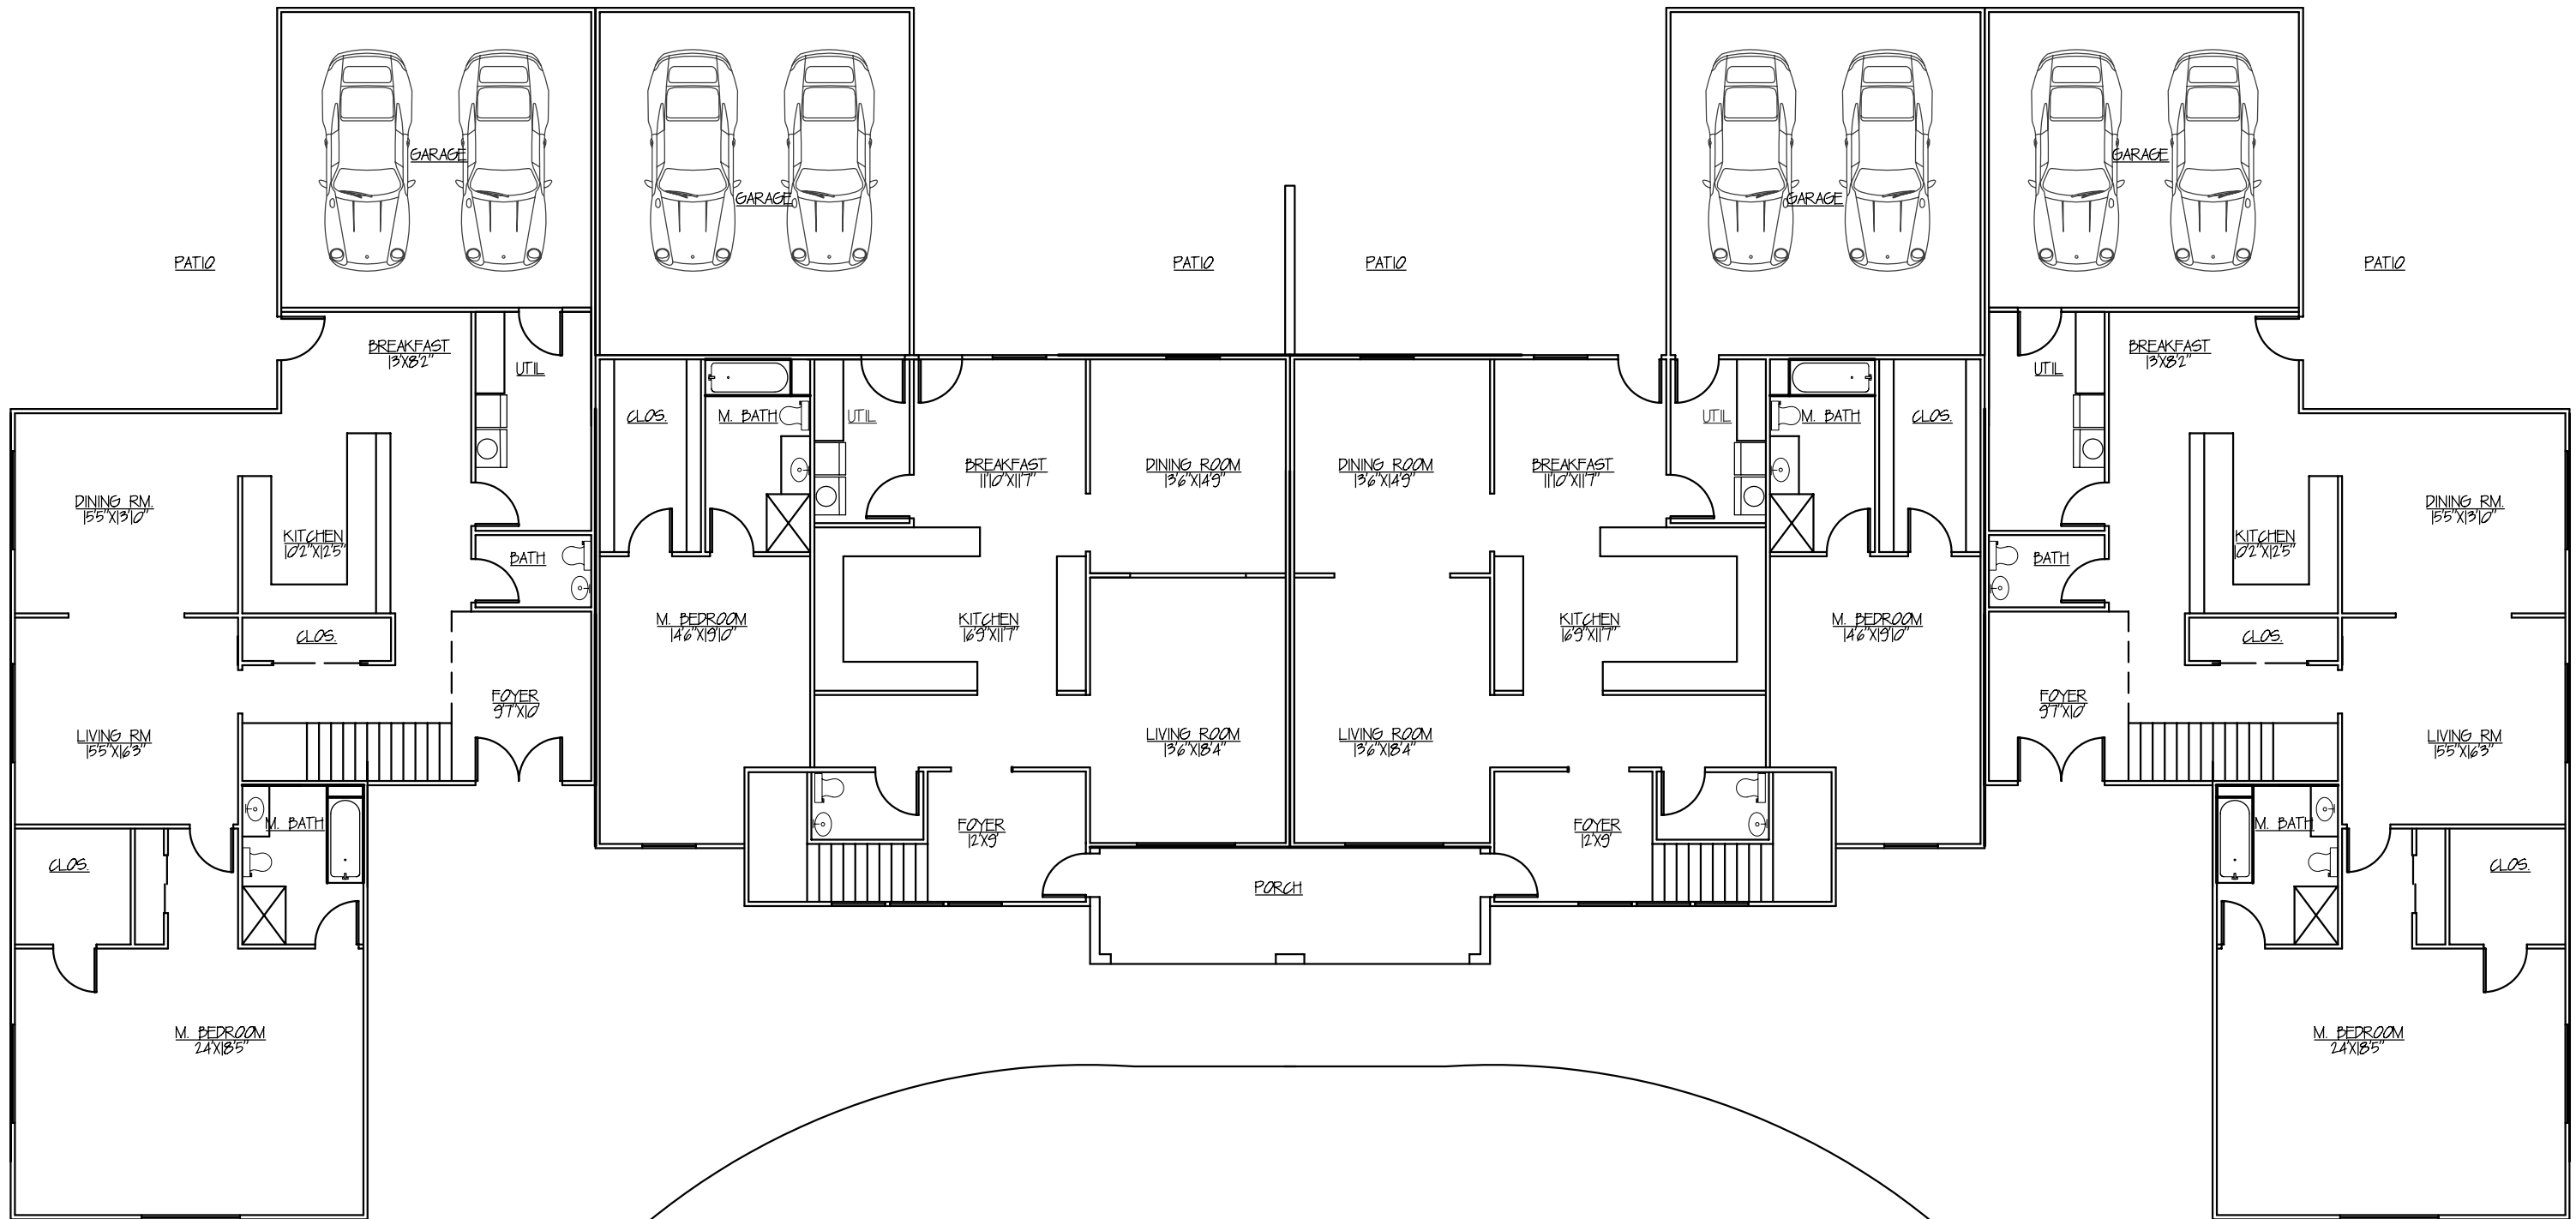 GARAGE
GARAGE
GARAGE
GARAGE
PATIO
PATIO
PATIO
PATIO
BREAKFAST
13'X8'2"
UTIL
CLOS.
M. BATH
UTIL
BREAKFAST
11'10"X11'7"
DINING ROOM
13'6"X14'9"
DINING ROOM
13'6"X14'9"
BREAKFAST
11'10"X11'7"
UTIL
M. BATH
CLOS.
UTIL
BREAKFAST
13'X8'2"
DINING RM.
15'5"X13'10"
KITCHEN
10'2"X12'5"
BATH
BATH
KITCHEN
10'2"X12'5"
DINING RM.
15'5"X13'10"
CLOS.
M. BEDROOM
14'6"X19'10"
KITCHEN
16'9"X11'7"
KITCHEN
16'9"X11'7"
M. BEDROOM
14'6"X19'10"
CLOS.
LIVING RM
15'5"X16'3"
FOYER
9'7"X10'
LIVING ROOM
13'6"X18'4"
LIVING ROOM
13'6"X18'4"
FOYER
9'7"X10'
LIVING RM
15'5"X16'3"
M. BATH
FOYER
12'X9'
FOYER
12'X9'
M. BATH
CLOS.
PORCH
CLOS.
M. BEDROOM
24'X18'5"
M. BEDROOM
24'X18'5"